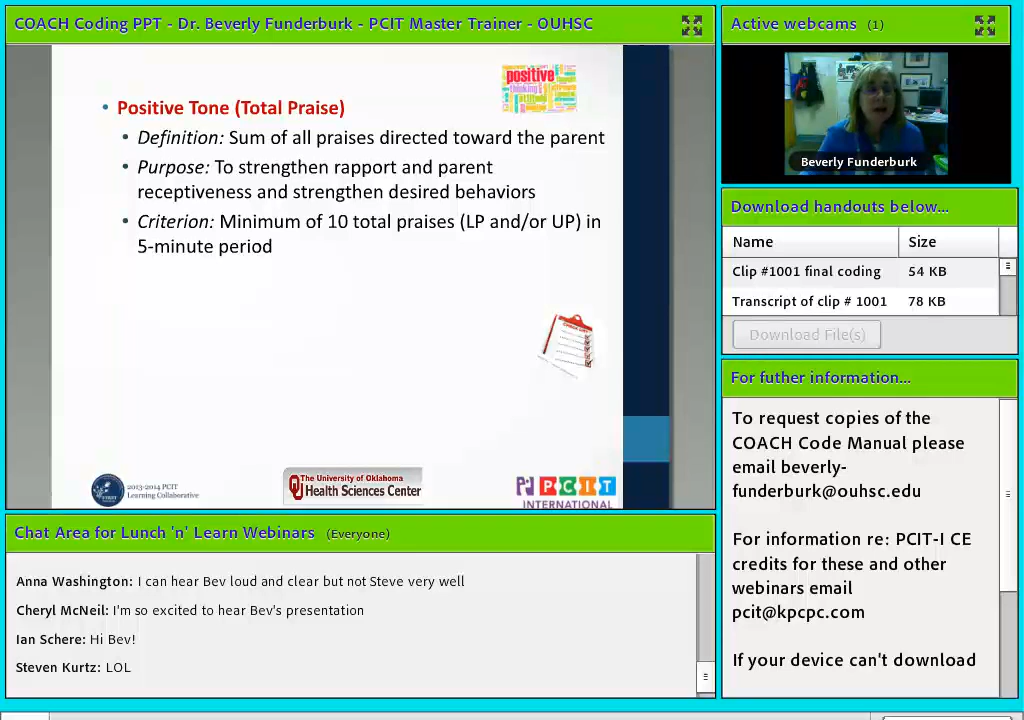 COACH Coding PPT - Dr. Beverly Funderburk - PCIT Master Trainer - OUHSC
• Positive Tone (Total Praise)
• Definition: Sum of all praises directed toward the parent
• Purpose: To strengthen rapport and parent
receptiveness and strengthen desired behaviors
• Criterion: Minimum of 10 total praises (LP and/or UP) in
5-minute period
positive
thinking
attitude
2013-2014 PCIT
Learning Collaborative
The University of Oklahoma
Health Sciences Center
PCIT
INTERNATIONAL
Chat Area for Lunch 'n' Learn Webinars (Everyone)
Anna Washington: I can hear Bev loud and clear but not Steve very well
Cheryl McNeil: I'm so excited to hear Bev's presentation
Ian Schere: Hi Bev!
Steven Kurtz: LOL
Active webcams (1)
Beverly Funderburk
Download handouts below...
Name Size
Clip #1001 final coding 54 KB
Transcript of clip # 1001 78 KB
Download File(s)
For futher information...
To request copies of the
COACH Code Manual please
email beverly-
funderburk@ouhsc.edu
For information re: PCIT-I CE
credits for these and other
webinars email
pcit@kpcpc.com
If your device can't download